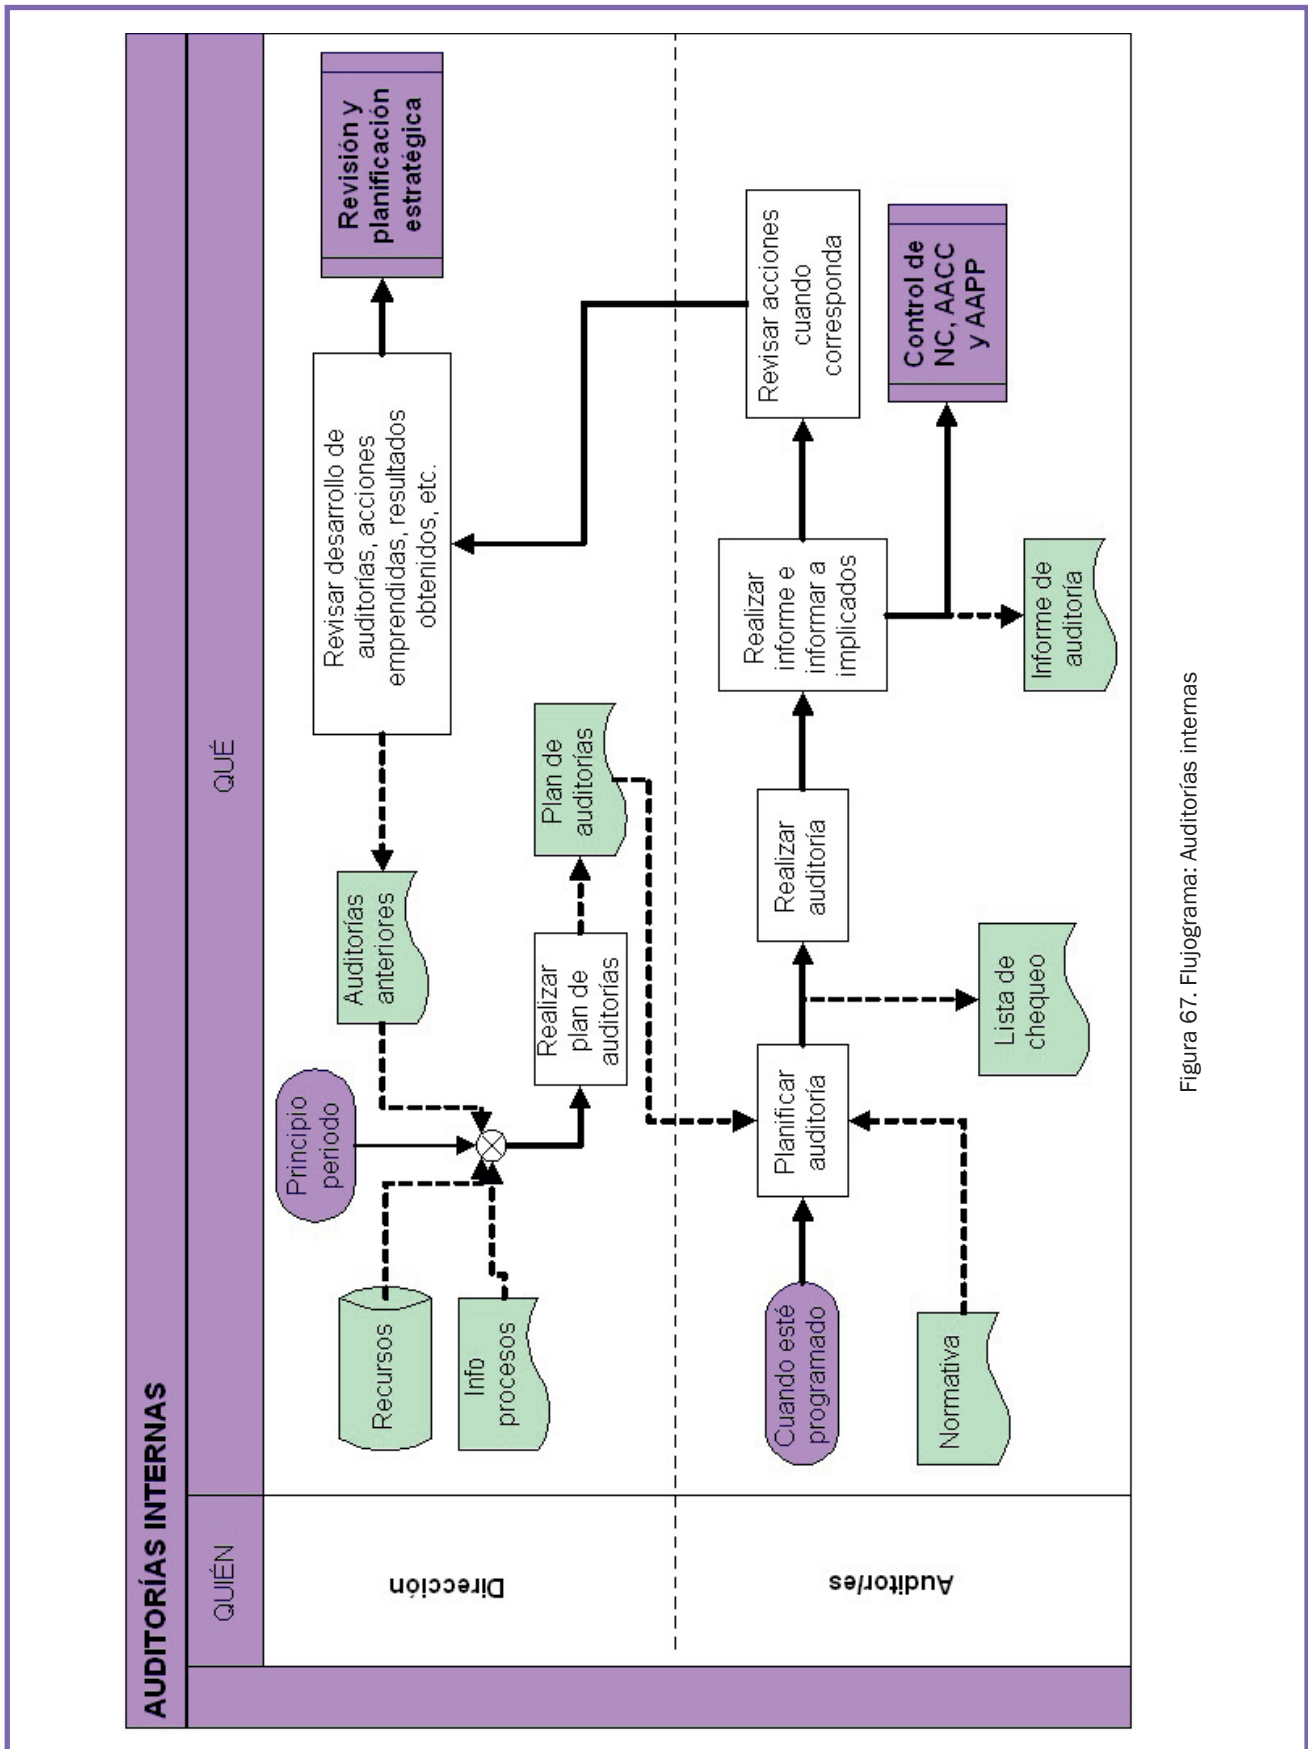 AUDITORÍAS INTERNAS
QUIÉN
QUÉ
Dirección
Recursos
Info
procesos
Principio
periodo
Auditorías
anteriores
Realizar
plan de
auditorías
Plan de
auditorías
Revisar desarrollo de
auditorías, acciones
emprendidas, resultados
obtenidos, etc.
Revisión y
planificación
estratégica
Auditor/es
Cuando esté
programado
Normativa
Planificar
auditoría
Lista de
chequeo
Realizar
auditoría
Realizar
informe e
informar a
implicados
Informe de
auditoría
Revisar acciones
cuando
corresponda
Control de
NC, AACC
y AAPP
Figura 67. Flujograma: Auditorías internas